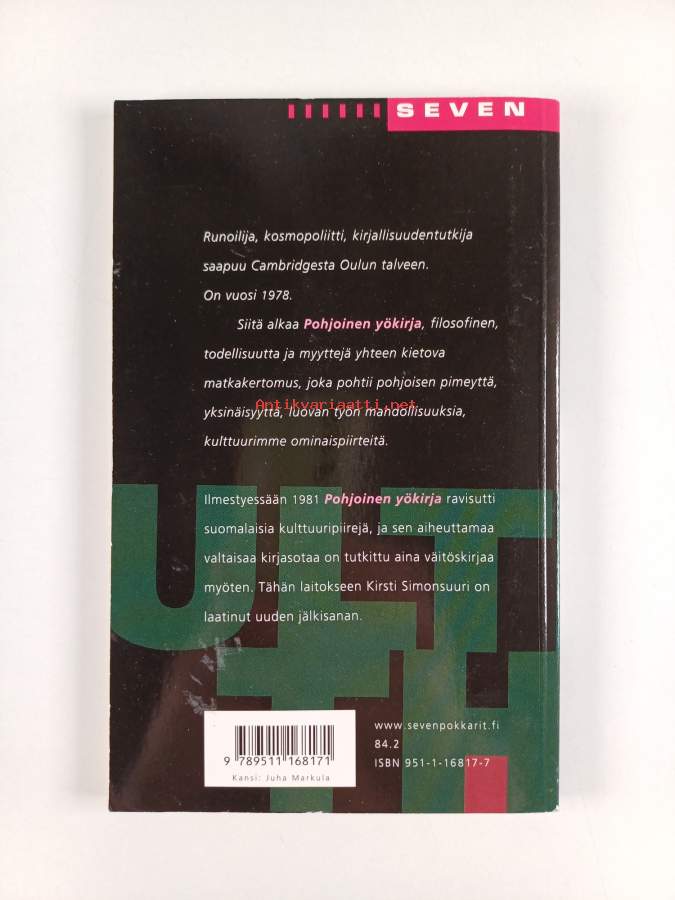 SEVEN
Runoilija, kosmopoliitti, kirjallisuudentutkija
saapuu Cambridgesta Oulun talveen.
On vuosi 1978.
Siitä alkaa Pohjoinen yökirja, filosofinen,
todellisuutta ja myyttejä yhteen kietova
matkakertomus, joka pohtii pohjoisen pimeyttä,
Antikvariaatti.net
yksinäisyyttä, luovan työn mahdollisuuksia,
kulttuurimme ominaispiirteitä.
Ilmestyessään 1981 Pohjoinen yökirja ravisutti
suomalaisia kulttuuripiirejä, ja sen aiheuttamaa
valtaisaa kirjasotaa on tutkittu aina väitöskirjaa
myöten. Tähän laitokseen Kirsti Simonsuuri on
laatinut uuden jälkisanan.
ULT
TH
www.sevenpokkarit.fi
84.2
ISBN 951-1-16817-7
9 789511 168171
Kansi: Juha Markula